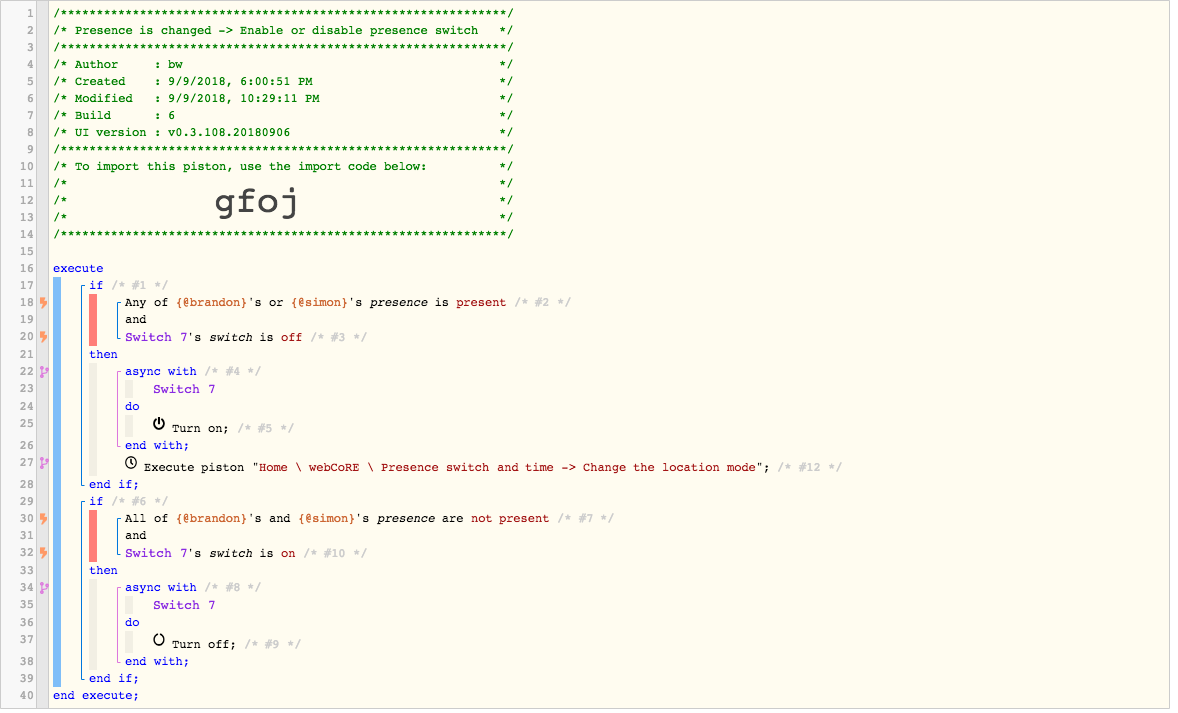 1 /**************************************************************/
2 /* Presence is changed -> Enable or disable presence switch   */
3 /**************************************************************/
4 /* Author     : bw                                            */
5 /* Created    : 9/9/2018, 6:00:51 PM                          */
6 /* Modified   : 9/9/2018, 10:29:11 PM                         */
7 /* Build      : 6                                             */
8 /* UI version : v0.3.108.20180906                             */
9 /**************************************************************/
10 /* To import this piston, use the import code below:          */
11 /*                                                            */
12 /*                    gfoj                                    */
13 /*                                                            */
14 /**************************************************************/
15
16 execute
17 if /* #1 */
18 Any of {@brandon}'s or {@simon}'s presence is present /* #2 */
19 and
20 Switch 7's switch is off /* #3 */
21 then
22 async with /* #4 */
23 Switch 7
24 do
25 Turn on; /* #5 */
26 end with;
27 Execute piston "Home \ webCoRE \ Presence switch and time -> Change the location mode"; /* #12 */
28 end if;
29 if /* #6 */
30 All of {@brandon}'s and {@simon}'s presence are not present /* #7 */
31 and
32 Switch 7's switch is on /* #10 */
33 then
34 async with /* #8 */
35 Switch 7
36 do
37 Turn off; /* #9 */
38 end with;
39 end if;
40 end execute;